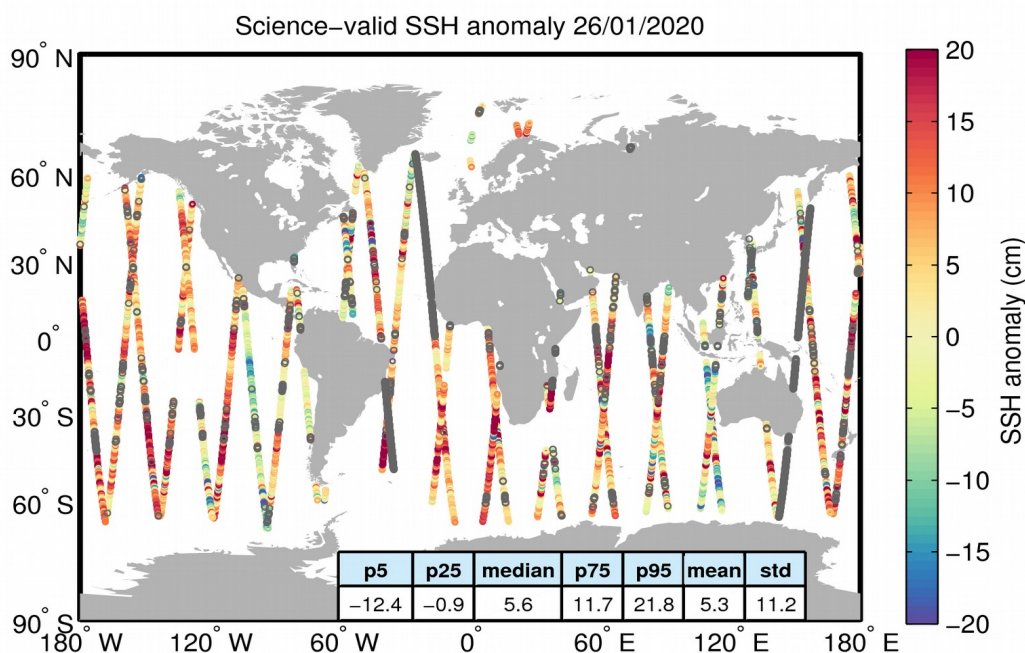 Science−valid SSH anomaly 26/01/2020
90° N
60° N
30° N
0°
30° S
60° S
90° S
180° W
120° W
60° W
0°
60° E
120° E
180° E
p5 p25 median p75 p95 mean std
−12.4 −0.9 5.6 11.7 21.8 5.3 11.2
20
15
10
5
0
−5
−10
−15
−20
SSH anomaly (cm)